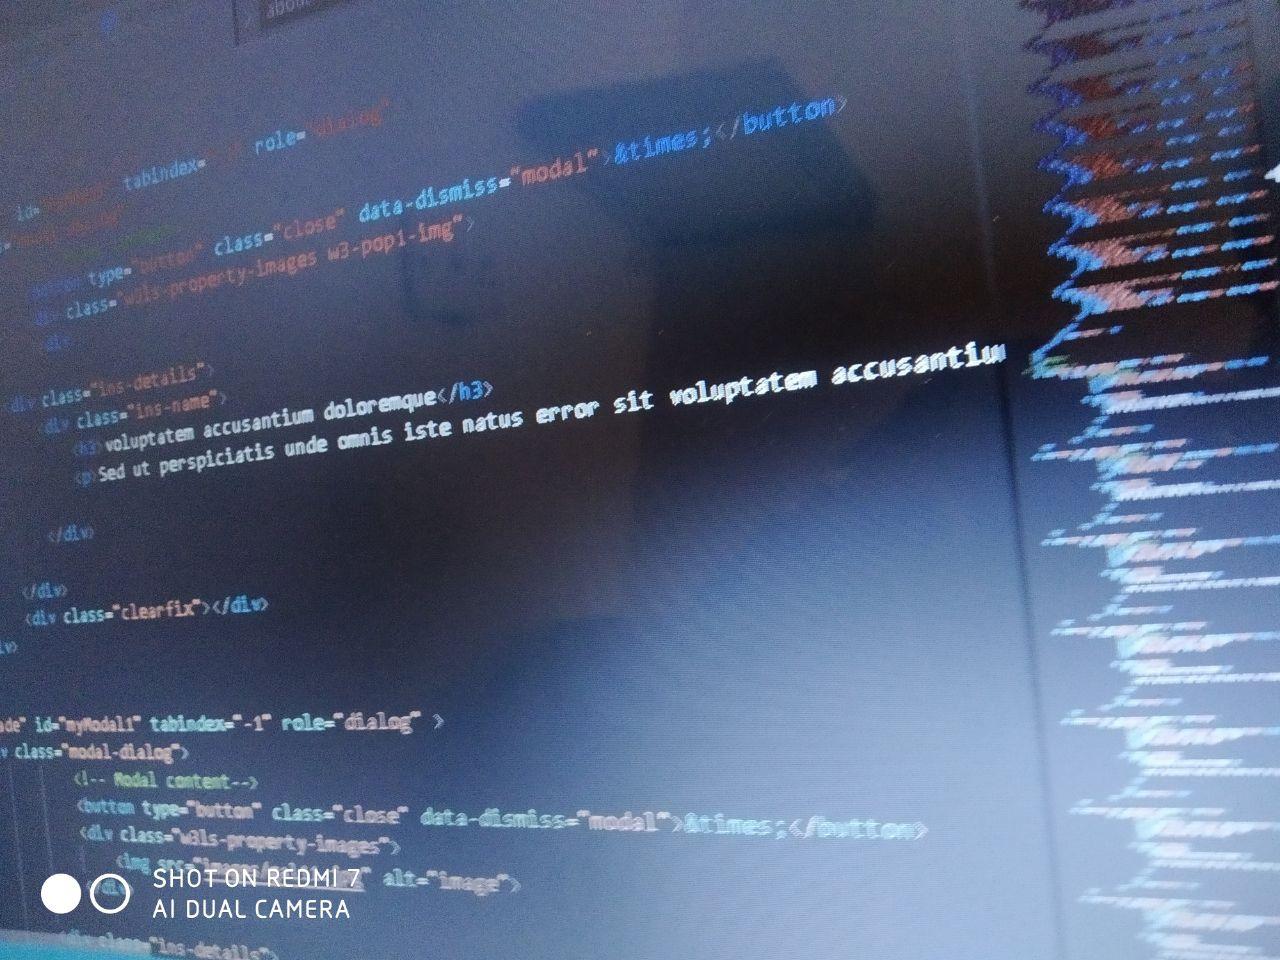 tabindex= role="dialog"
type="button" class="close" data-dismiss="modal">&times;</button>
class="w3ls-property-images w3-pop1-img">
<div class="ins-details">
<div class="ins-name">
<h3>voluptatem accusantium doloremque</h3>
<p>Sed ut perspiciatis unde omnis iste natus error sit voluptatem accusantium
</div>
</div>
<div class="clearfix"></div>
iv>
ade" id="myModal1" tabindex="-1" role="dialog" >
v class="modal-dialog">
<!-- Modal content-->
<button type="button" class="close" data-dismiss="modal">&times;</button>
<div class="w3ls-property-images">
<img src= alt="image">
</div>
<div class="ins-details">
SHOT ON REDMI 7
AI DUAL CAMERA